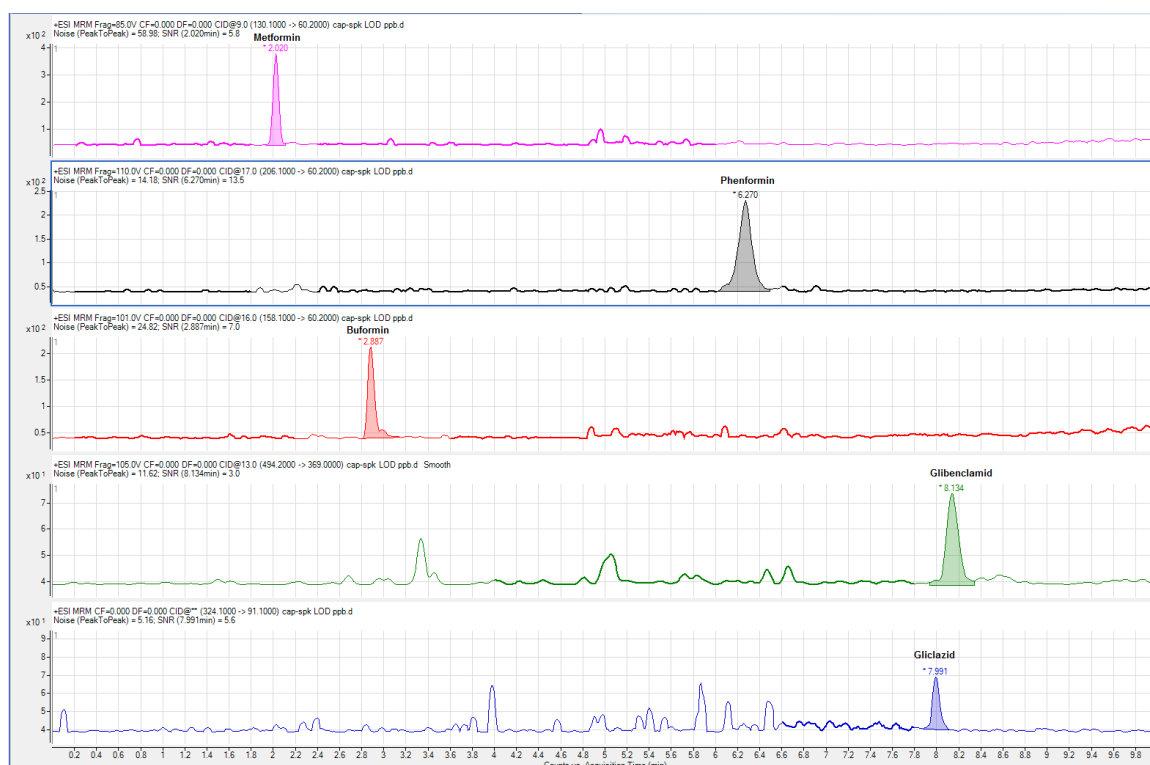 +ESI MRM Frag=85.0V CF=0.000 DF=0.000 CID@9.0 (130.1000 -> 60.2000) cap-spk LOD ppb.d
Noise (PeakToPeak) = 58.98; SNR (2.020min) = 5.8
Metformin
x10 2
* 2.020
1
4
3
2
1
+ESI MRM Frag=110.0V CF=0.000 DF=0.000 CID@17.0 (206.1000 -> 60.2000) cap-spk LOD ppb.d
Noise (PeakToPeak) = 14.18; SNR (6.270min) = 13.5
Phenformin
x10 2
* 6.270
1
2.5
2
1.5
1
0.5
+ESI MRM Frag=101.0V CF=0.000 DF=0.000 CID@16.0 (158.1000 -> 60.2000) cap-spk LOD ppb.d
Noise (PeakToPeak) = 24.82; SNR (2.887min) = 7.0
Buformin
x10 2
* 2.887
1
2
1.5
1
0.5
+ESI MRM Frag=105.0V CF=0.000 DF=0.000 CID@13.0 (494.2000 -> 369.0000) cap-spk LOD ppb.d Smooth
Noise (PeakToPeak) = 11.62; SNR (8.134min) = 3.0
Glibenclamid
x10 1
* 8.134
1
7
6
5
4
+ESI MRM CF=0.000 DF=0.000 CID@** (324.1000 -> 91.1000) cap-spk LOD ppb.d
Noise (PeakToPeak) = 5.16; SNR (7.991min) = 5.6
x10 1
Gliclazid
* 7.991
1
9
8
7
6
5
4
0.2 0.4 0.6 0.8 1 1.2 1.4 1.6 1.8 2 2.2 2.4 2.6 2.8 3 3.2 3.4 3.6 3.8 4 4.2 4.4 4.6 4.8 5 5.2 5.4 5.6 5.8 6 6.2 6.4 6.6 6.8 7 7.2 7.4 7.6 7.8 8 8.2 8.4 8.6 8.8 9 9.2 9.4 9.6 9.8
Counts vs. Acquisition Time (min)